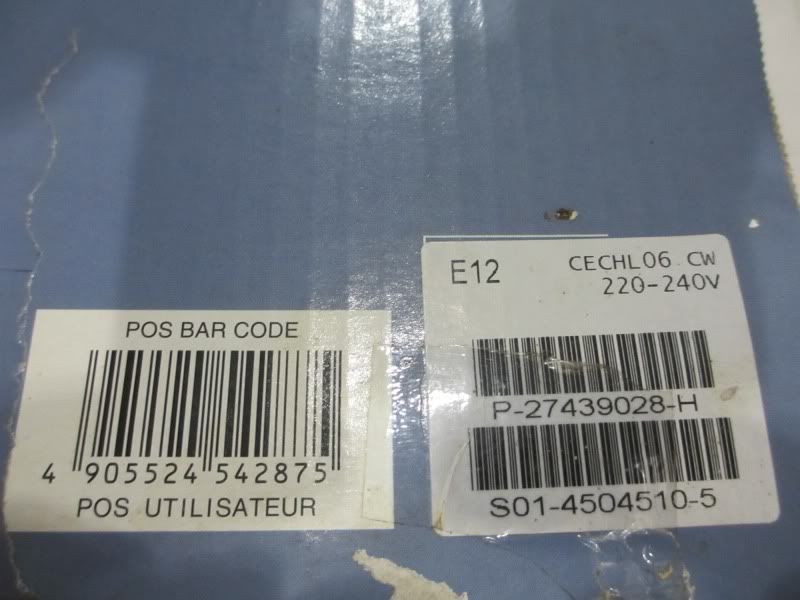 POS BAR CODE
4 905524 542875
POS UTILISATEUR
E12
CECHL06 CW
220-240V
P-27439028-H
S01-4504510-5